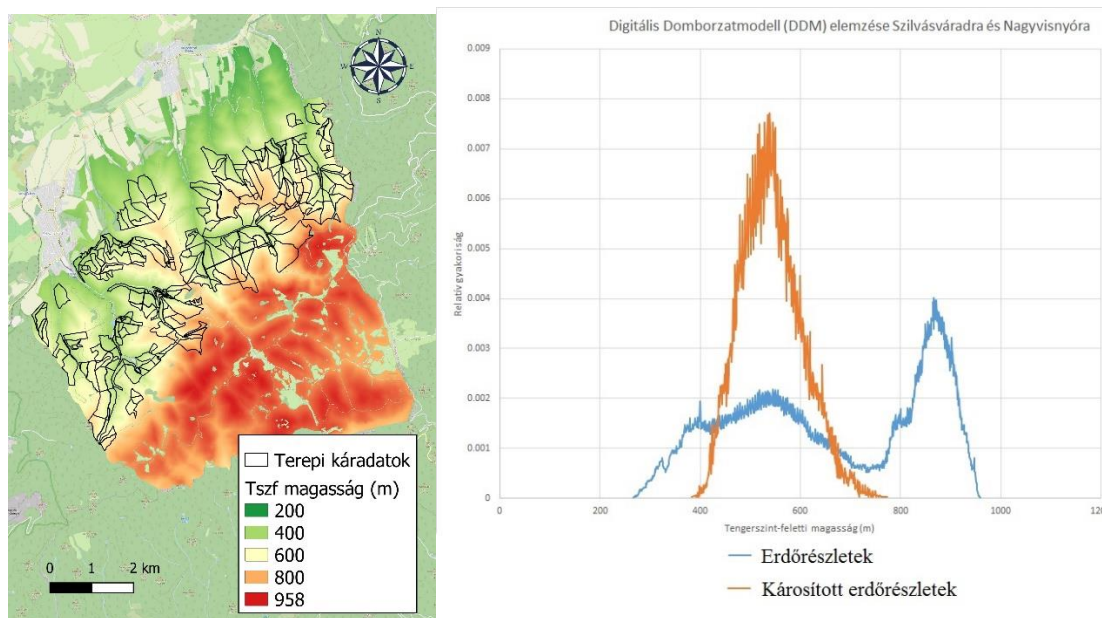 N
W
E
S
Terepi káradatok
Tszf magasság (m)
200
400
600
800
958
0 1 2 km
Digitális Domborzatmodell (DDM) elemzése Szilvásváradra és Nagyvisnyóra
0.009
0.008
0.007
0.006
0.005
0.004
0.003
0.002
0.001
0
Relatív gyakoriság
0 200 400 600 800 1000 120
Tengerszint-feletti magasság (m)
Erdőrészletek
Károsított erdőrészletek